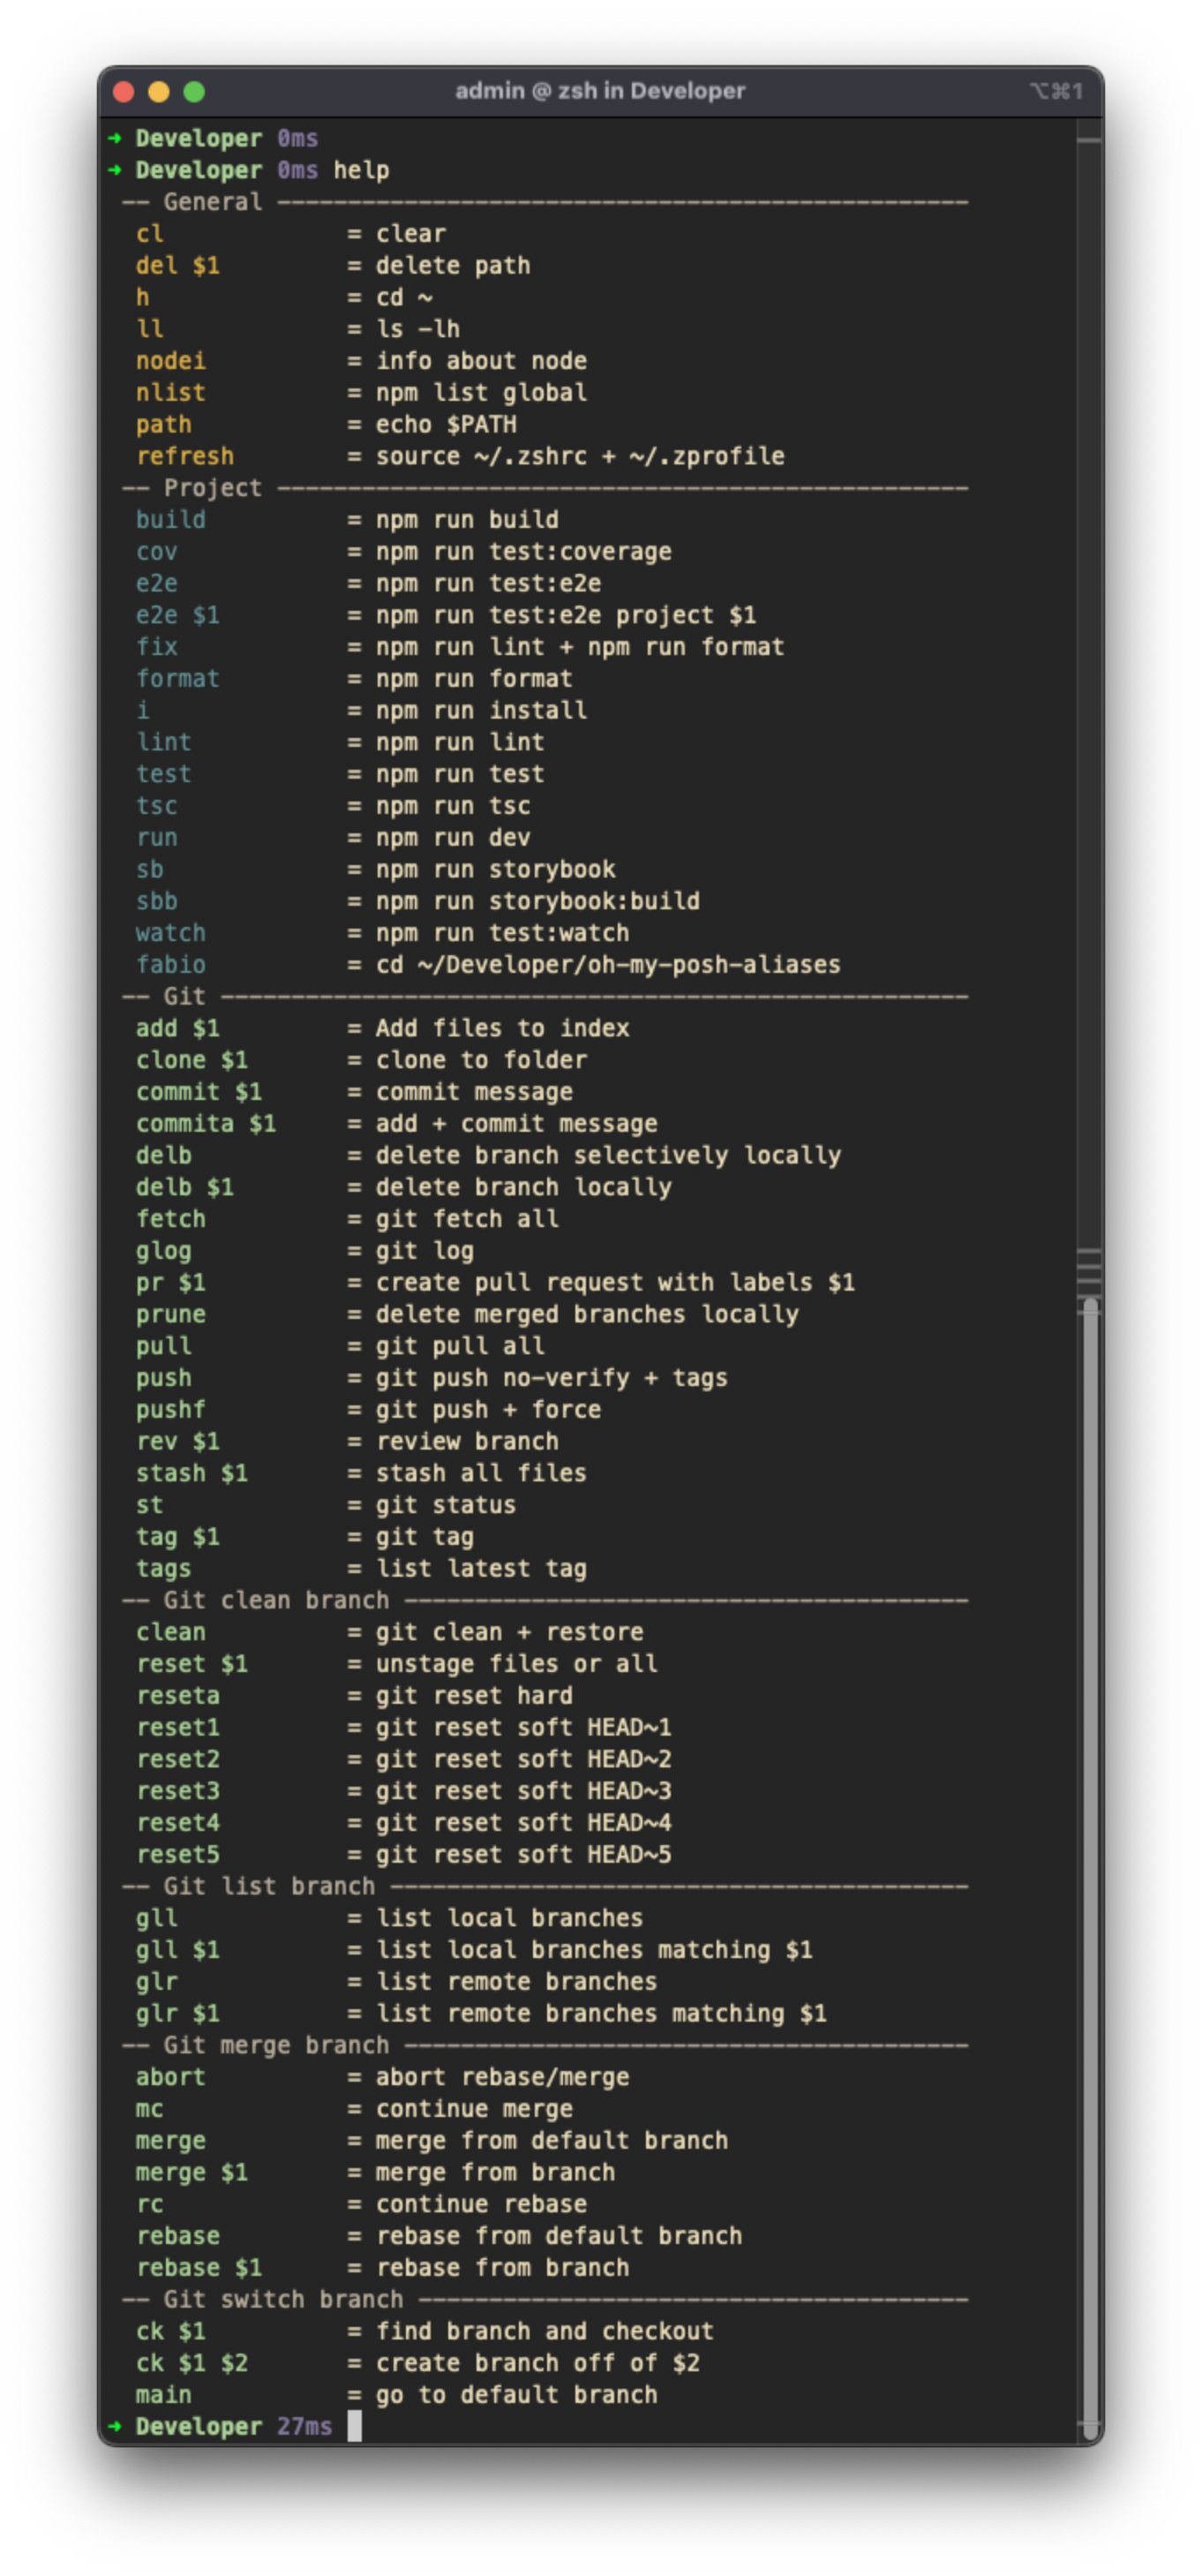 admin @ zsh in Developer ⌥⌘1
➜ Developer 0ms
➜ Developer 0ms help
—— General —————————————————————————————————————————————————
cl = clear
del $1 = delete path
h = cd ~
ll = ls -lh
nodei = info about node
nlist = npm list global
path = echo $PATH
refresh = source ~/.zshrc + ~/.zprofile
—— Project —————————————————————————————————————————————————
build = npm run build
cov = npm run test:coverage
e2e = npm run test:e2e
e2e $1 = npm run test:e2e project $1
fix = npm run lint + npm run format
format = npm run format
i = npm run install
lint = npm run lint
test = npm run test
tsc = npm run tsc
run = npm run dev
sb = npm run storybook
sbb = npm run storybook:build
watch = npm run test:watch
fabio = cd ~/Developer/oh-my-posh-aliases
—— Git —————————————————————————————————————————————————————
add $1 = Add files to index
clone $1 = clone to folder
commit $1 = commit message
commita $1 = add + commit message
delb = delete branch selectively locally
delb $1 = delete branch locally
fetch = git fetch all
glog = git log
pr $1 = create pull request with labels $1
prune = delete merged branches locally
pull = git pull all
push = git push no-verify + tags
pushf = git push + force
rev $1 = review branch
stash $1 = stash all files
st = git status
tag $1 = git tag
tags = list latest tag
—— Git clean branch ————————————————————————————————————————
clean = git clean + restore
reset $1 = unstage files or all
reseta = git reset hard
reset1 = git reset soft HEAD~1
reset2 = git reset soft HEAD~2
reset3 = git reset soft HEAD~3
reset4 = git reset soft HEAD~4
reset5 = git reset soft HEAD~5
—— Git list branch —————————————————————————————————————————
gll = list local branches
gll $1 = list local branches matching $1
glr = list remote branches
glr $1 = list remote branches matching $1
—— Git merge branch ————————————————————————————————————————
abort = abort rebase/merge
mc = continue merge
merge = merge from default branch
merge $1 = merge from branch
rc = continue rebase
rebase = rebase from default branch
rebase $1 = rebase from branch
—— Git switch branch ———————————————————————————————————————
ck $1 = find branch and checkout
ck $1 $2 = create branch off of $2
main = go to default branch
➜ Developer 27ms